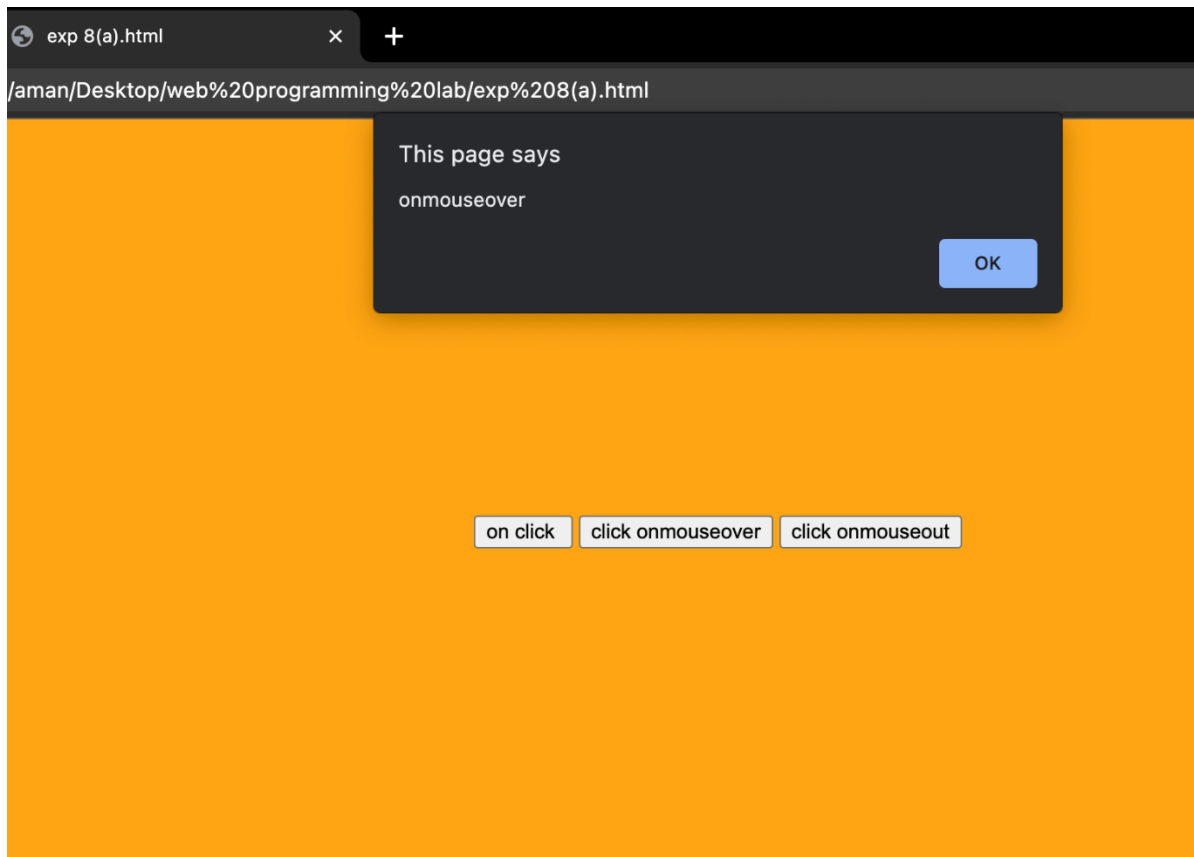 exp 8(a).html
/aman/Desktop/web%20programming%20lab/exp%208(a).html
This page says
onmouseover
OK
on click click onmouseover click onmouseout